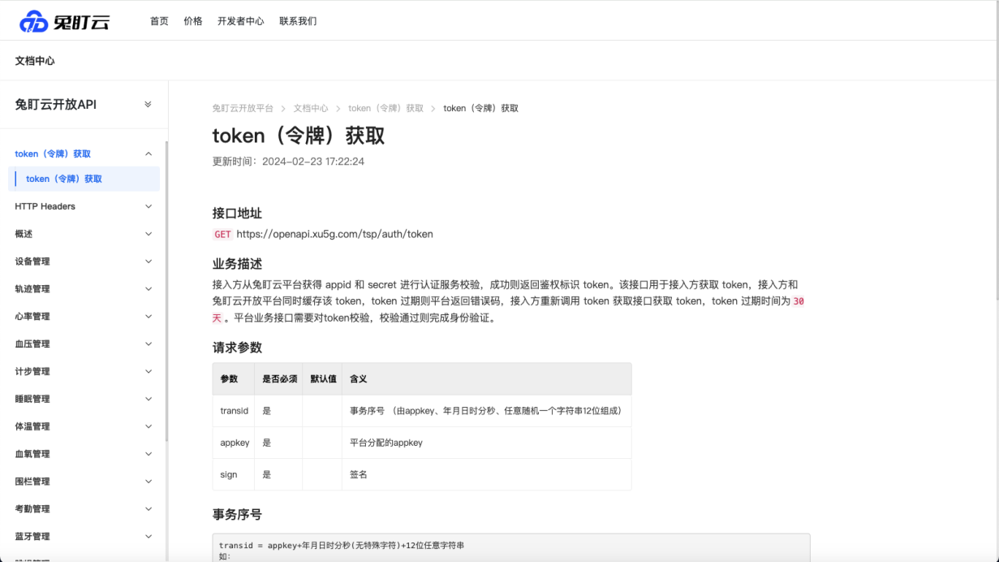 兔盯云
首页 价格 开发者中心 联系我们
文档中心
兔盯云开放API
token（令牌）获取
token（令牌）获取
HTTP Headers
概述
设备管理
轨迹管理
心率管理
血压管理
计步管理
睡眠管理
体温管理
血氧管理
围栏管理
考勤管理
蓝牙管理
兔盯云开放平台 > 文档中心 > token（令牌）获取 > token（令牌）获取
token（令牌）获取
更新时间：2024-02-23 17:22:24
接口地址
GET https://openapi.xu5g.com/tsp/auth/token
业务描述
接入方从兔盯云平台获得 appid 和 secret 进行认证服务校验，成功则返回鉴权标识 token。该接口用于接入方获取 token，接入方和
兔盯云开放平台同时缓存该 token，token 过期则平台返回错误码，接入方重新调用 token 获取接口获取 token，token 过期时间为 30
天 。平台业务接口需要对token校验，校验通过则完成身份验证。
请求参数
参数 是否必须 默认值 含义
transid 是 事务序号 （由appkey、年月日时分秒、任意随机一个字符串12位组成）
appkey 是 平台分配的appkey
sign 是 签名
事务序号
transid = appkey+年月日时分秒(无特殊字符)+12位任意字符串
如: